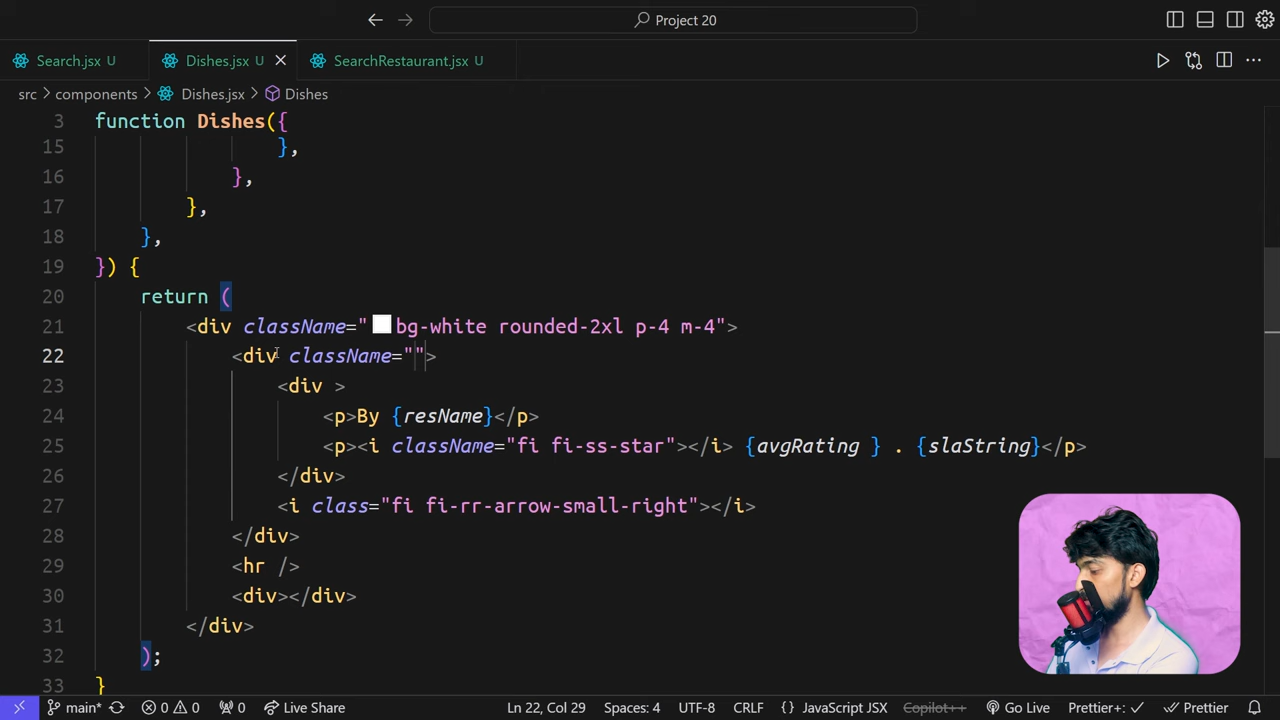 Project 20
Search.jsx U Dishes.jsx U SearchRestaurant.jsx U
src components Dishes.jsx Dishes
3 function Dishes({
15 },
16 },
17 },
18 },
19 }) {
20 return (
21 <div className="bg-white rounded-2xl p-4 m-4">
22 <div className="">
23 <div >
24 <p>By {resName}</p>
25 <p><i className="fi fi-ss-star"></i> {avgRating } . {slaString}</p>
26 </div>
27 <i class="fi fi-rr-arrow-small-right"></i>
28 </div>
29 <hr />
30 <div></div>
31 </div>
32 );
33 }
main* 0 0 0 Live Share Ln 22, Col 29 Spaces: 4 UTF-8 CRLF {} JavaScript JSX Copilot++ Go Live Prettier+: Prettier